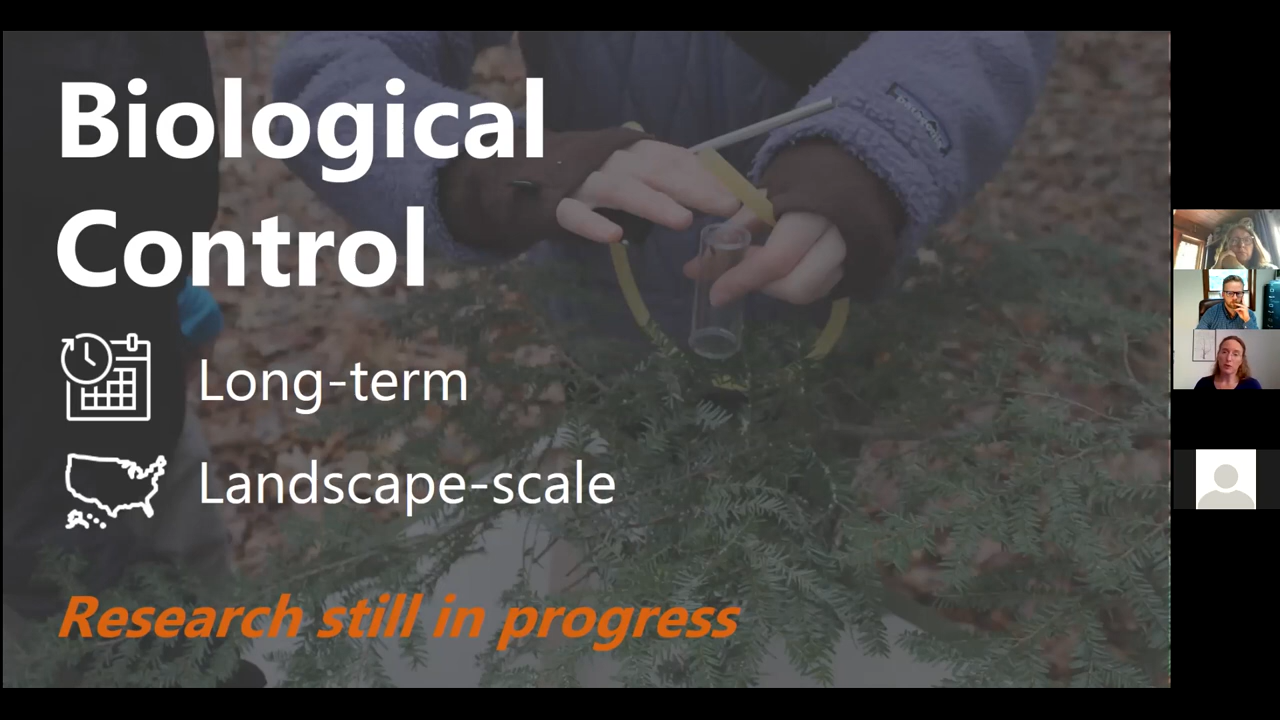 Biological
Control
Long-term
Landscape-scale
Research still in progress